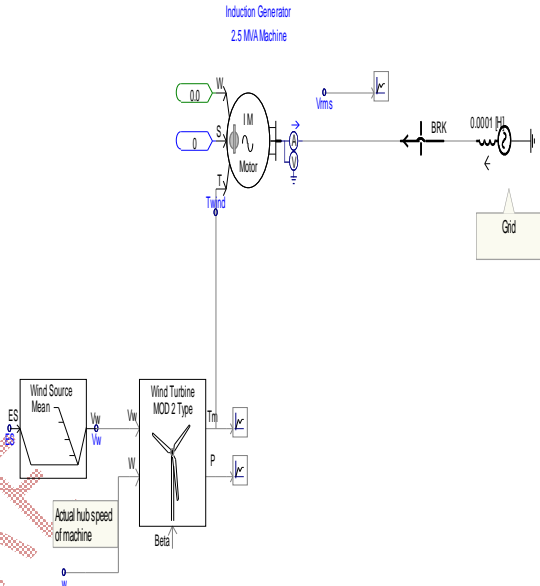 Induction Generator
2.5 MVA Machine
W
0.0
Vrms
I M
S
0
Motor
A
V
BRK
0.0001 [H]
T
Twind
Grid
Wind Source
Mean
ES
ES
Vw
Vw
Wind Turbine
MOD 2 Type
Vw
Tm
W
P
Actual hub speed
of machine
Beta
w